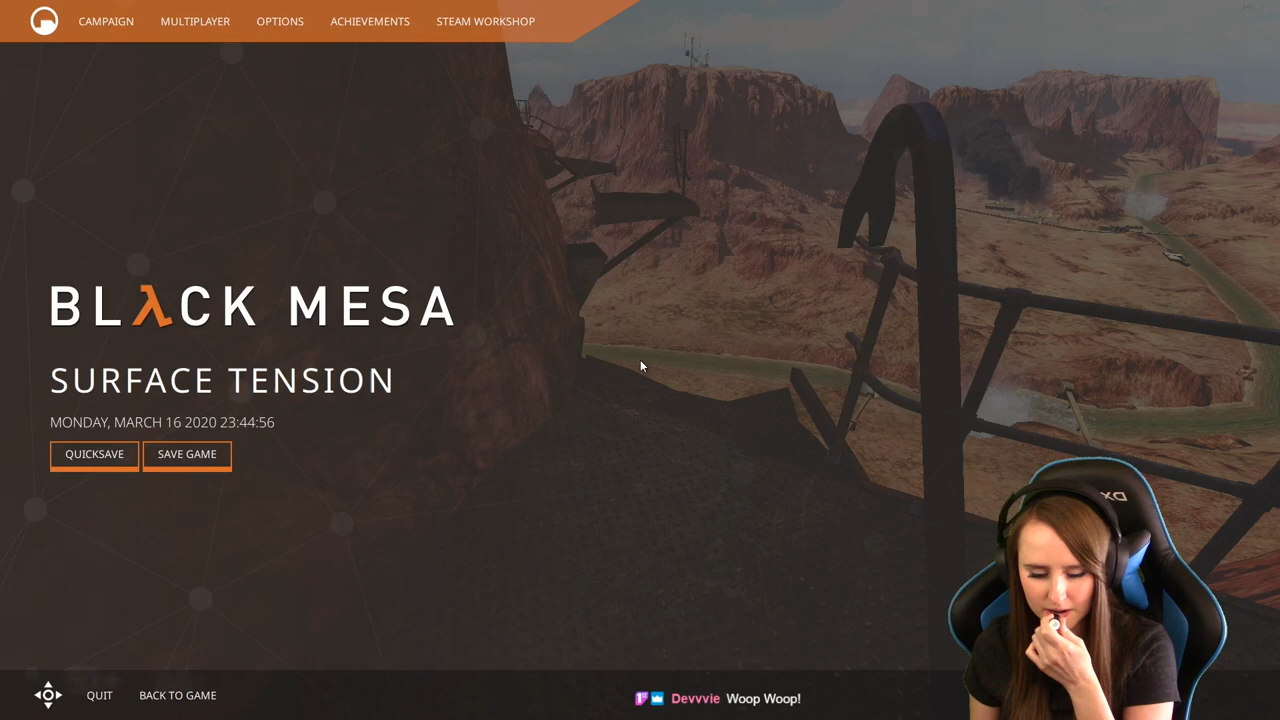 CAMPAIGN MULTIPLAYER OPTIONS ACHIEVEMENTS STEAM WORKSHOP
BLλCK MESA
SURFACE TENSION
MONDAY, MARCH 16 2020 23:44:56
QUICKSAVE SAVE GAME
QUIT BACK TO GAME
Devvvie Woop Woop!